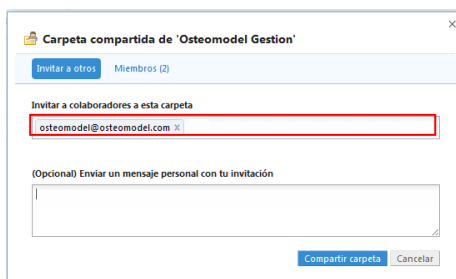 Carpeta compartida de 'Osteomodel Gestion'
Invitar a otros Miembros (2)
Invitar a colaboradores a esta carpeta
osteomodel@osteomodel.com ×
(Opcional) Enviar un mensaje personal con tu invitación
Compartir carpeta Cancelar